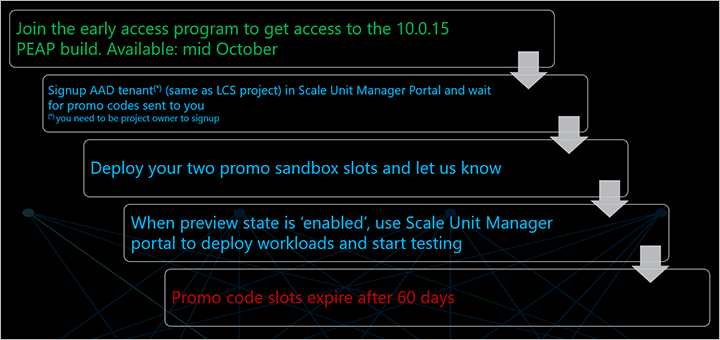 Join the early access program to get access to the 10.0.15
PEAP build. Available: mid October
Signup AAD tenant(*) (same as LCS project) in Scale Unit Manager Portal and wait
for promo codes sent to you
(*) you need to be project owner to signup
Deploy your two promo sandbox slots and let us know
When preview state is ‘enabled’, use Scale Unit Manager
portal to deploy workloads and start testing
Promo code slots expire after 60 days